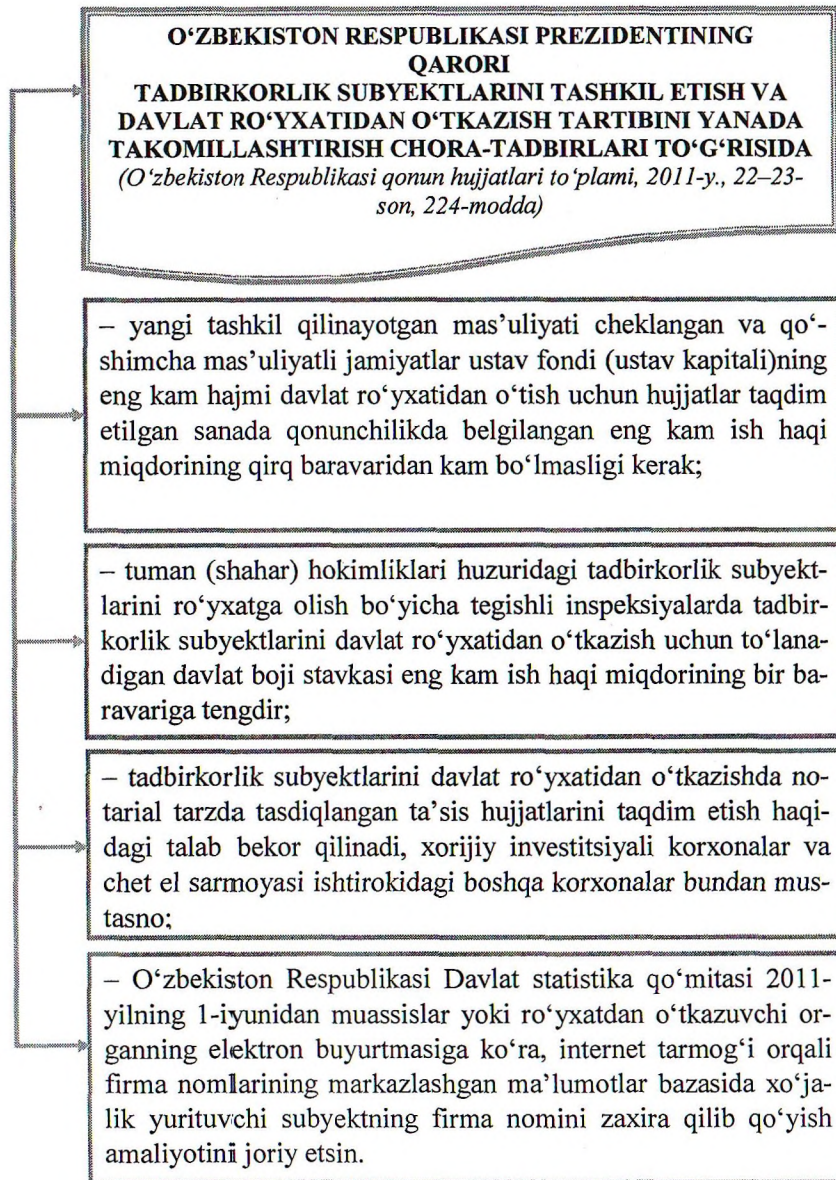 O‘ZBEKISTON RESPUBLIKASI PREZIDENTINING
QARORI
TADBIRKORLIK SUBYEKTLARINI TASHKIL ETISH VA
DAVLAT RO‘YXATIDAN O‘TKAZISH TARTIBINI YANADA
TAKOMILLASHTIRISH CHORA-TADBIRLARI TO‘G‘RISIDA
(O‘zbekiston Respublikasi qonun hujjatlari to‘plami, 2011-y., 22–23-
son, 224-modda)
– yangi tashkil qilinayotgan mas’uliyati cheklangan va qo‘-
shimcha mas’uliyatli jamiyatlar ustav fondi (ustav kapitali)ning
eng kam hajmi davlat ro‘yxatidan o‘tish uchun hujjatlar taqdim
etilgan sanada qonunchilikda belgilangan eng kam ish haqi
miqdorining qirq baravaridan kam bo‘lmasligi kerak;
– tuman (shahar) hokimliklari huzuridagi tadbirkorlik subyekt-
larini ro‘yxatga olish bo‘yicha tegishli inspeksiyalarda tadbir-
korlik subyektlarini davlat ro‘yxatidan o‘tkazish uchun to‘lana-
digan davlat boji stavkasi eng kam ish haqi miqdorining bir ba-
ravariga tengdir;
– tadbirkorlik subyektlarini davlat ro‘yxatidan o‘tkazishda no-
tarial tarzda tasdiqlangan ta’sis hujjatlarini taqdim etish haqi-
dagi talab bekor qilinadi, xorijiy investitsiyali korxonalar va
chet el sarmoyasi ishtirokidagi boshqa korxonalar bundan mus-
tasno;
– O‘zbekiston Respublikasi Davlat statistika qo‘mitasi 2011-
yilning 1-iyunidan muassislar yoki ro‘yxatdan o‘tkazuvchi or-
ganning elektron buyurtmasiga ko‘ra, internet tarmog‘i orqali
firma nomlarining markazlashgan ma’lumotlar bazasida xo‘ja-
lik yurituvchi subyektning firma nomini zaxira qilib qo‘yish
amaliyotini joriy etsin.